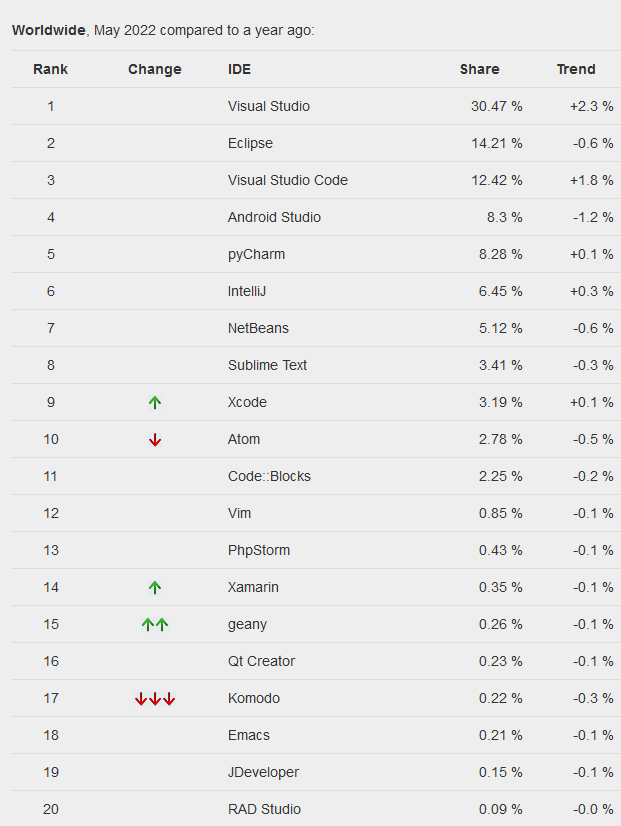 Worldwide, May 2022 compared to a year ago:
Rank Change IDE Share Trend
1 Visual Studio 30.47 % +2.3 %
2 Eclipse 14.21 % -0.6 %
3 Visual Studio Code 12.42 % +1.8 %
4 Android Studio 8.3 % -1.2 %
5 pyCharm 8.28 % +0.1 %
6 IntelliJ 6.45 % +0.3 %
7 NetBeans 5.12 % -0.6 %
8 Sublime Text 3.41 % -0.3 %
9 ↑ Xcode 3.19 % +0.1 %
10 ↓ Atom 2.78 % -0.5 %
11 Code::Blocks 2.25 % -0.2 %
12 Vim 0.85 % -0.1 %
13 PhpStorm 0.43 % -0.1 %
14 ↑ Xamarin 0.35 % -0.1 %
15 ↑↑ geany 0.26 % -0.1 %
16 Qt Creator 0.23 % -0.1 %
17 ↓↓↓ Komodo 0.22 % -0.3 %
18 Emacs 0.21 % -0.1 %
19 JDeveloper 0.15 % -0.1 %
20 RAD Studio 0.09 % -0.0 %